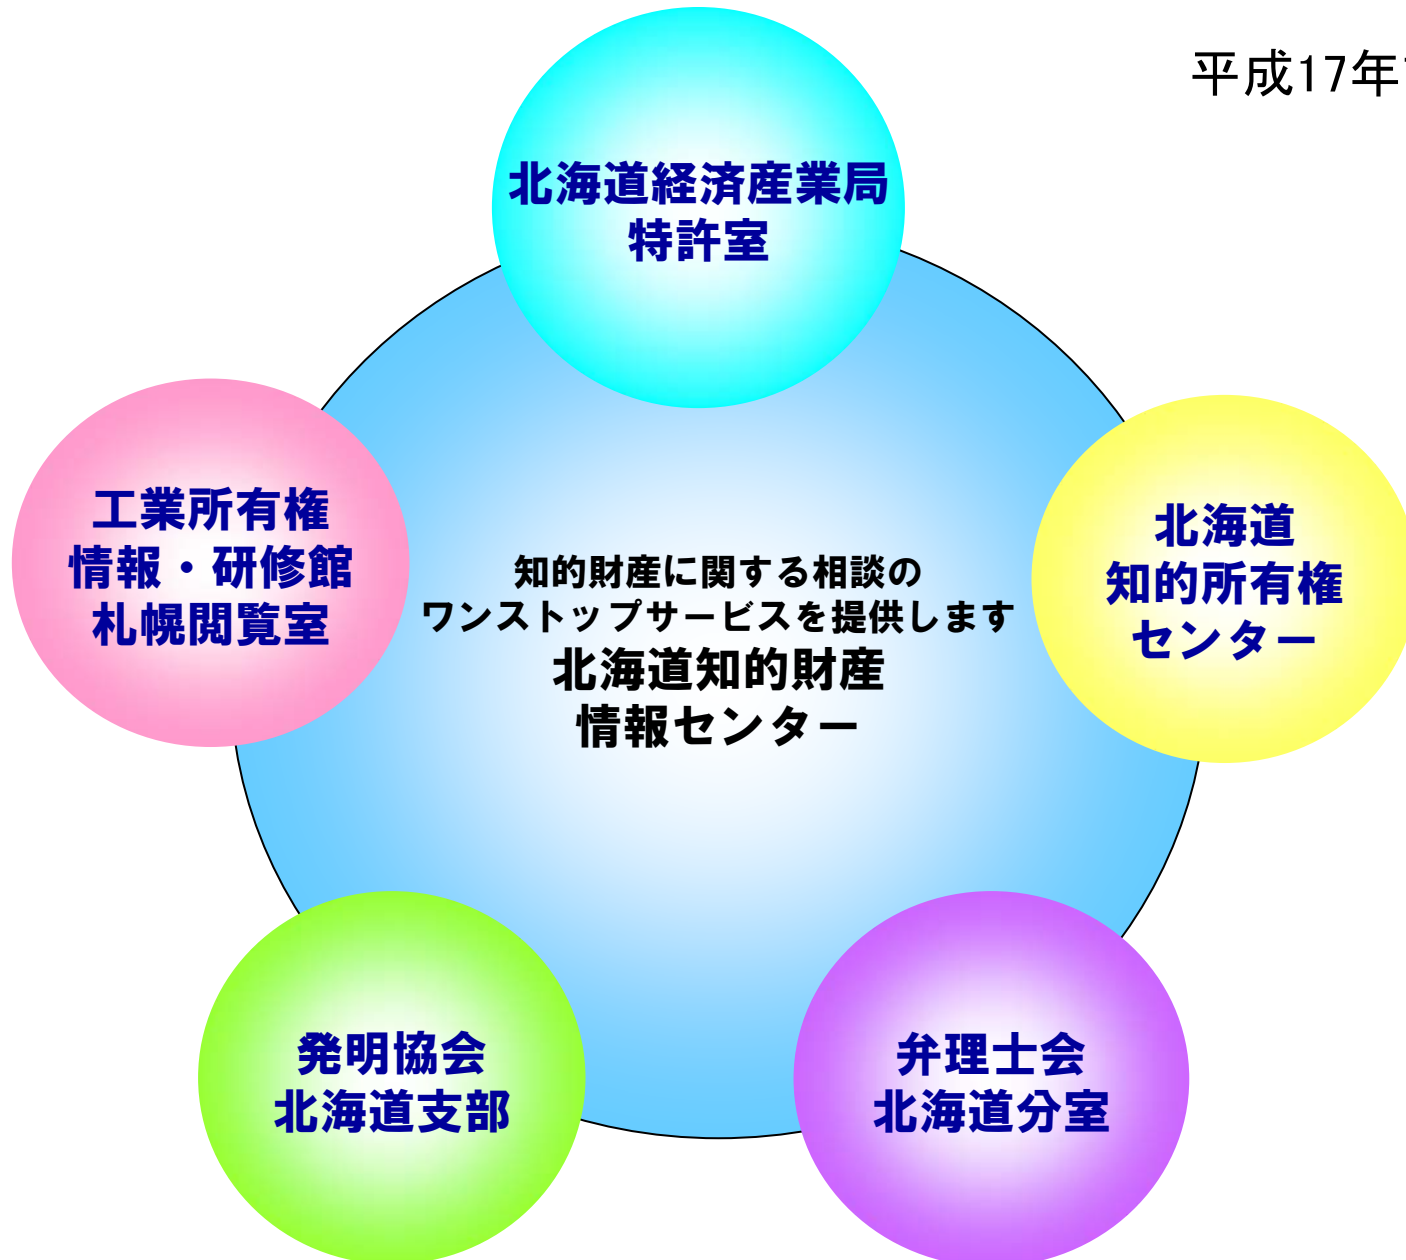 平成17年
北海道経済産業局
特許室
工業所有権
情報・研修館
札幌閲覧室
北海道
知的所有権
センター
知的財産に関する相談の
ワンストップサービスを提供します
北海道知的財産
情報センター
発明協会
北海道支部
弁理士会
北海道分室